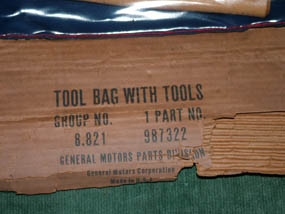 TOOL BAG WITH TOOLS
GROUP NO. 1 PART NO.
8.821 987322
GENERAL MOTORS PARTS DIVISION
General Motors Corporation
Made in U.S.A.